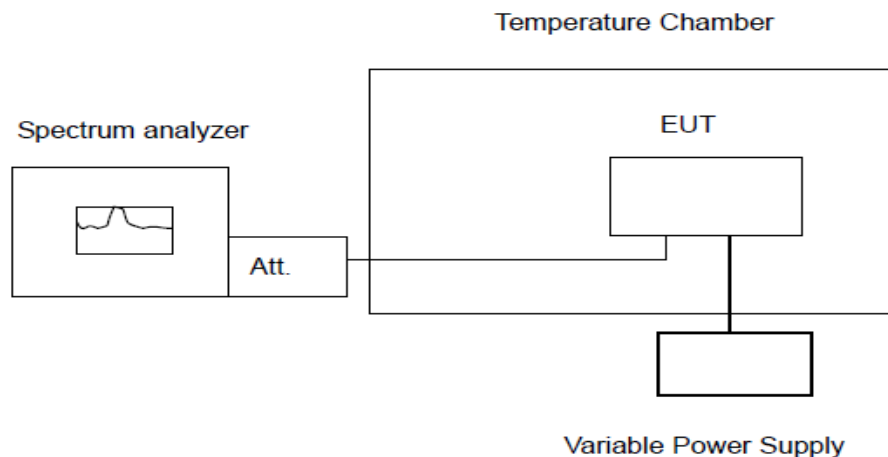 Temperature Chamber
Spectrum analyzer
EUT
Att.
Variable Power Supply